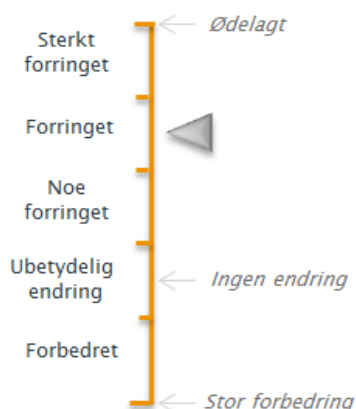 Ødelagt
Sterkt
forringet
Forringet
Noe
forringet
Ubetydelig
endring
Ingen endring
Forbedret
Stor forbedring